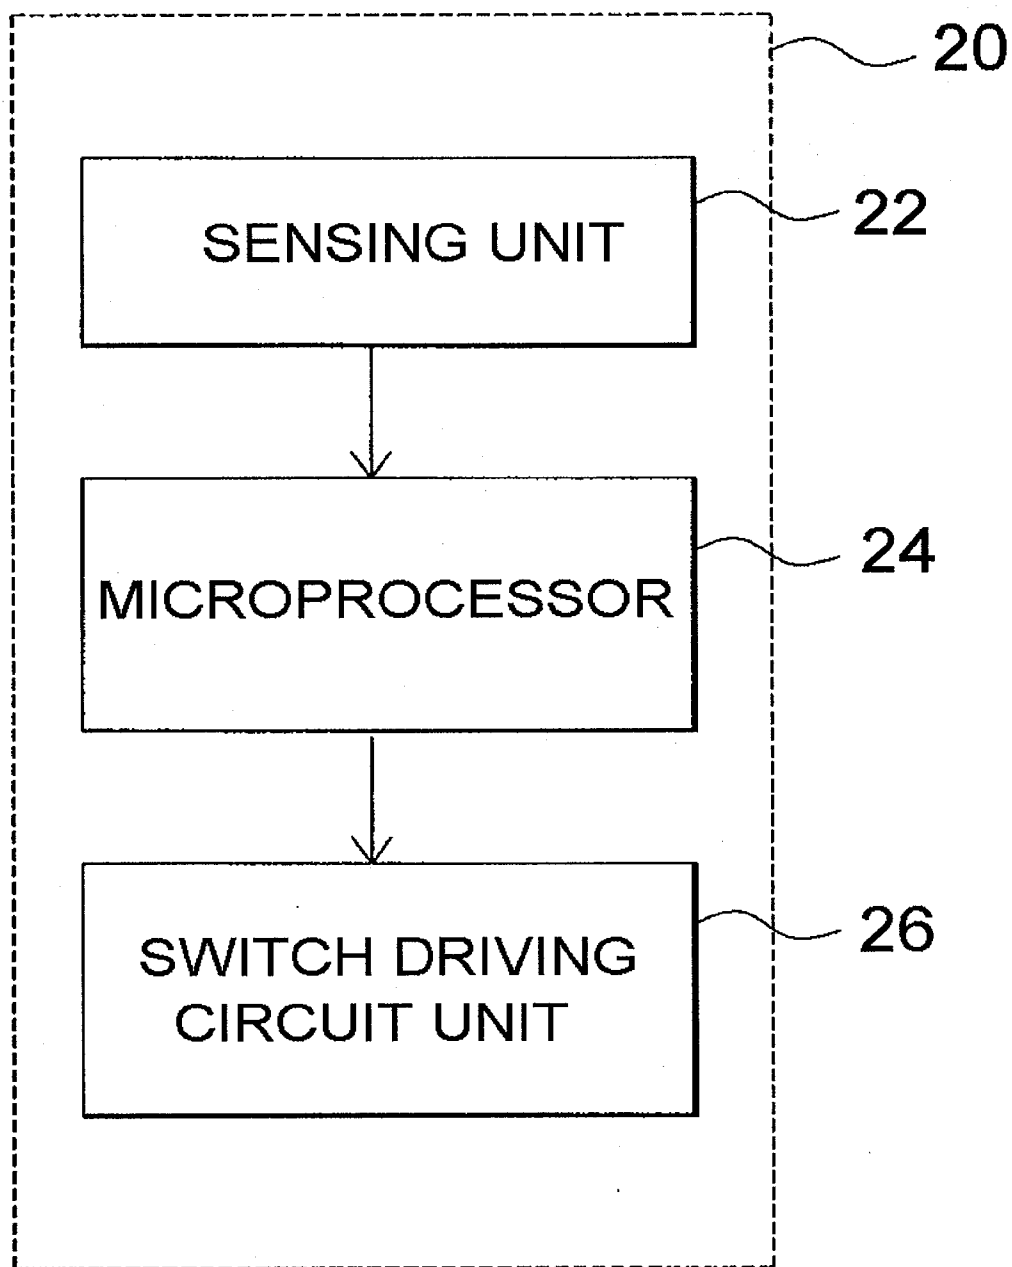 20
SENSING UNIT
22
MICROPROCESSOR
24
SWITCH DRIVING
CIRCUIT UNIT
26